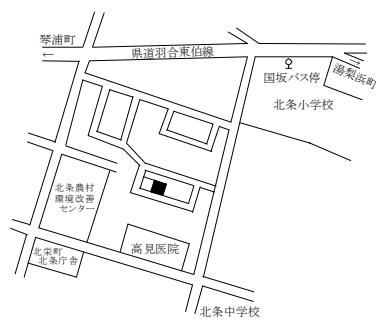 琴浦町
←
県道羽合東伯線
→
湯梨浜町
国坂バス停
北条小学校
北条農村
環境改善
センター
高見医院
北栄町
北条庁舎
北条中学校